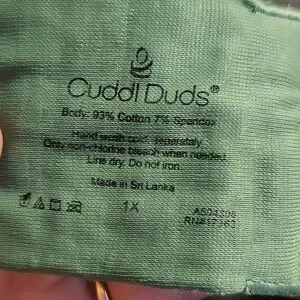 Cuddl Duds®
Body: 93% Cotton 7% Spandex
Hand wash cold, separately.
Only non-chlorine bleach when needed.
Line dry. Do not iron.
Made in Sri Lanka
1X